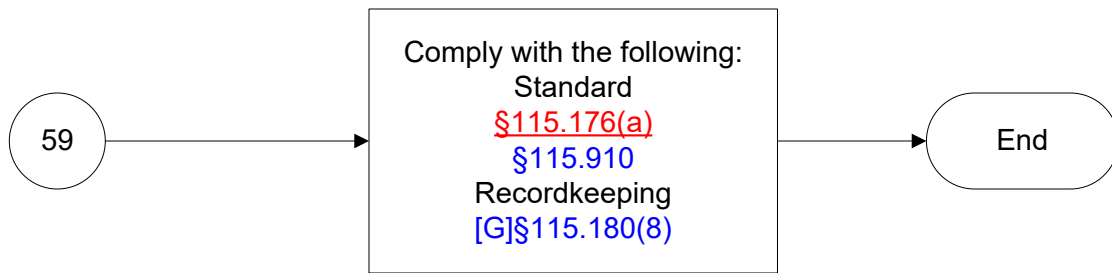 59
Comply with the following:
Standard
§115.176(a)
§115.910
Recordkeeping
[G]§115.180(8)
End